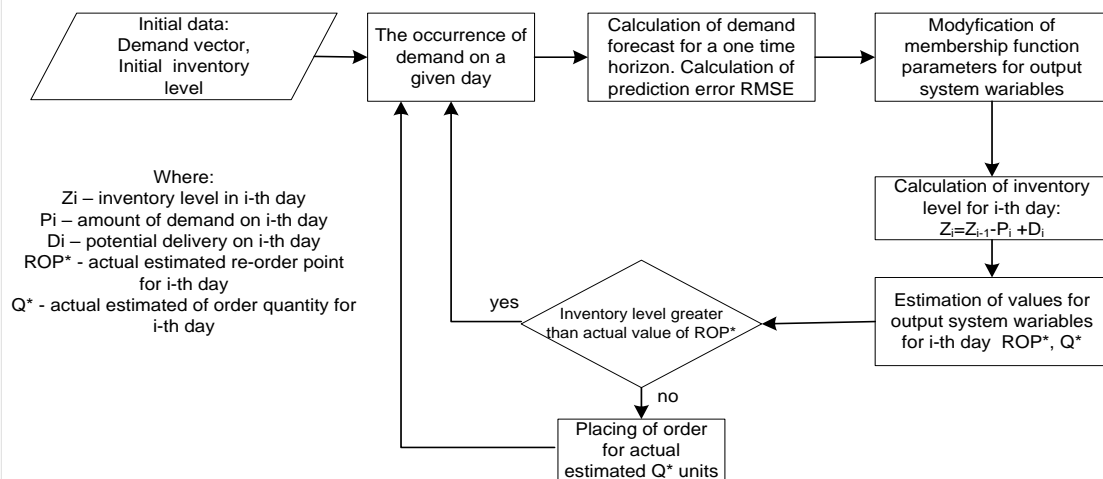 Initial data:
Demand vector,
Initial inventory
level
The occurrence of
demand on a
given day
Calculation of demand
forecast for a one time
horizon. Calculation of
prediction error RMSE
Modyfication of
membership function
parameters for output
system wariables
Where:
Zi – inventory level in i-th day
Pi – amount of demand on i-th day
Di – potential delivery on i-th day
ROP* - actual estimated re-order point
for i-th day
Q* - actual estimated of order quantity for
i-th day
Calculation of inventory
level for i-th day:
Zi=Zi-1-Pi +Di
Estimation of values for
output system wariables
for i-th day ROP*, Q*
yes
Inventory level greater
than actual value of ROP*
no
Placing of order
for actual
estimated Q* units